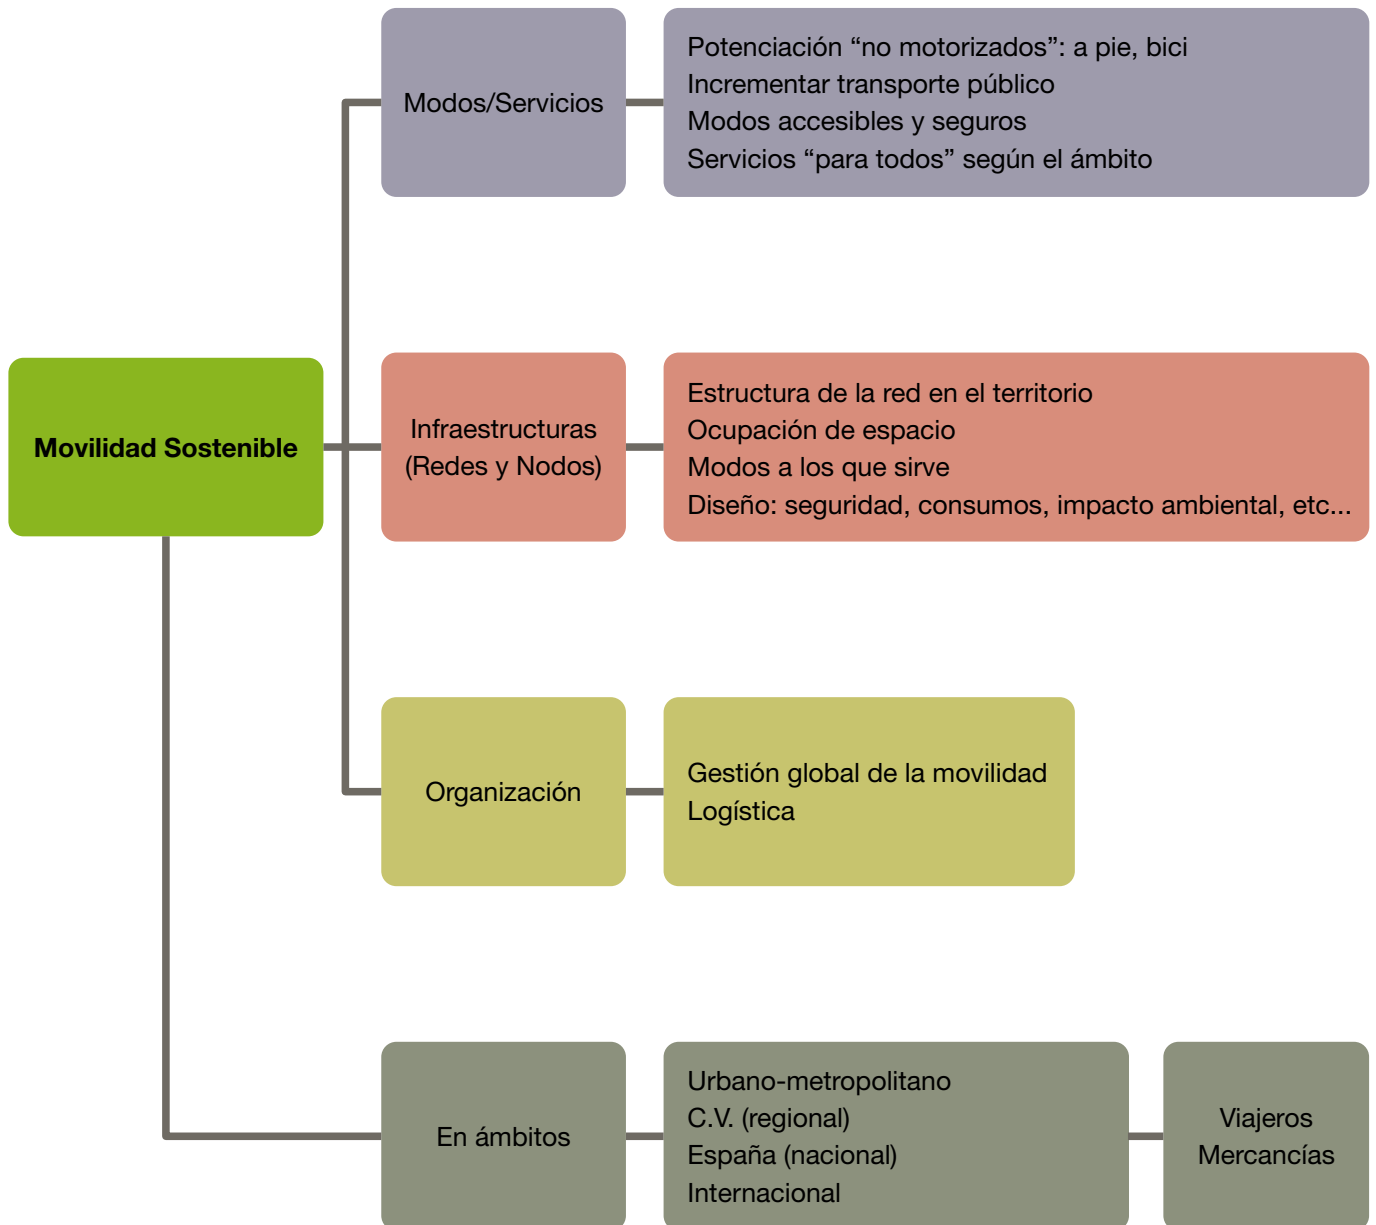 Modos/Servicios
Potenciación “no motorizados”: a pie, bici
Incrementar transporte público
Modos accesibles y seguros
Servicios “para todos” según el ámbito
Movilidad Sostenible
Infraestructuras
(Redes y Nodos)
Estructura de la red en el territorio
Ocupación de espacio
Modos a los que sirve
Diseño: seguridad, consumos, impacto ambiental, etc...
Organización
Gestión global de la movilidad
Logística
En ámbitos
Urbano-metropolitano
C.V. (regional)
España (nacional)
Internacional
Viajeros
Mercancías